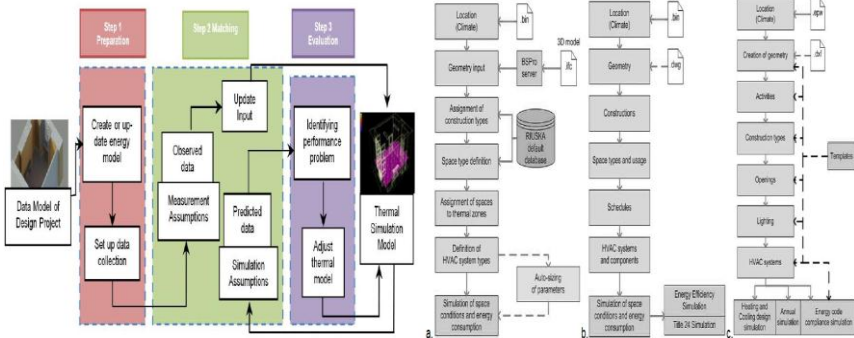 Step 1
Preparation
Step 2 Matching
Step 3
Evaluation
Create or up-
date energy
model
Set up data
collection
Data Model of
Design Project
Update
Input
Observed
data
Measurement
Assumptions
Predicted
data
Simulation
Assumptions
Identifying
performance
problem
Adjust
thermal
model
Thermal
Simulation
Model
a.
Location
(Climate)
.bin
Geometry input
BSPro
server
3D-model
.ifc
Assignment of
construction types
Space type definition
RIUSKA
default
database
Assignment of spaces
to thermal zones
Definition of
HVAC system types
Auto-sizing
of parameters
Simulation of space
conditions and energy
consumption
b.
Location
(Climate)
.bin
Geometry
.dwg
Constructions
Space types and usage
Schedules
HVAC systems
and components
Simulation of space
conditions and energy
consumption
Energy Efficiency
Simulation
Title 24 Simulation
c.
Location
(Climate)
.epw
Creation of geometry
.dxf
Activities
Construction types
Openings
Lighting
HVAC systems
Templates
Heating and
Cooling design
simulation
Annual
simulation
Energy code
compliance simulation